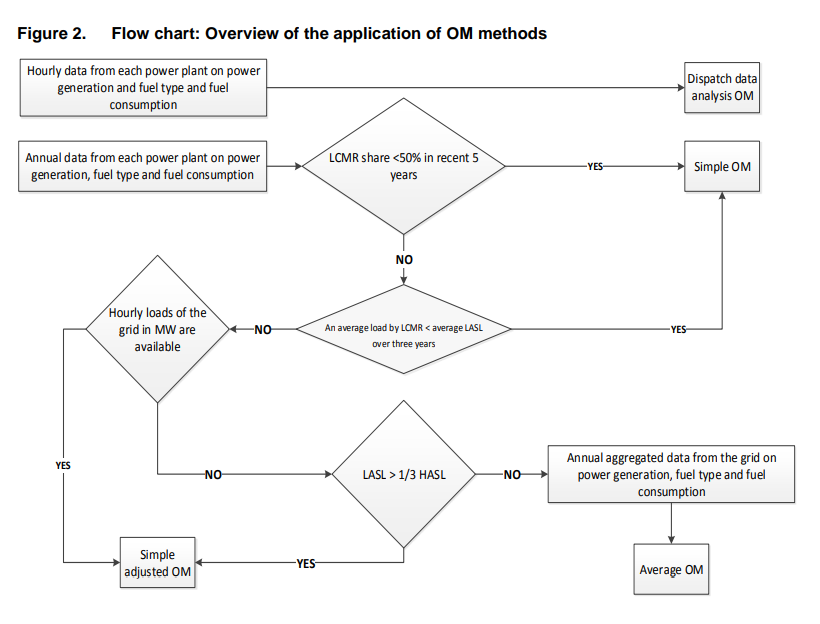 Figure 2. Flow chart: Overview of the application of OM methods
Hourly data from each power plant on power
generation and fuel type and fuel
consumption
Dispatch data
analysis OM
Annual data from each power plant on power
generation, fuel type and fuel consumption
LCMR share <50% in recent 5
years
YES
Simple OM
NO
Hourly loads of the
grid in MW are
available
NO
An average load by LCMR < average LASL
over three years
YES
YES
NO
LASL > 1/3 HASL
NO
Annual aggregated data from the grid on
power generation, fuel type and fuel
consumption
Simple
adjusted OM
YES
Average OM